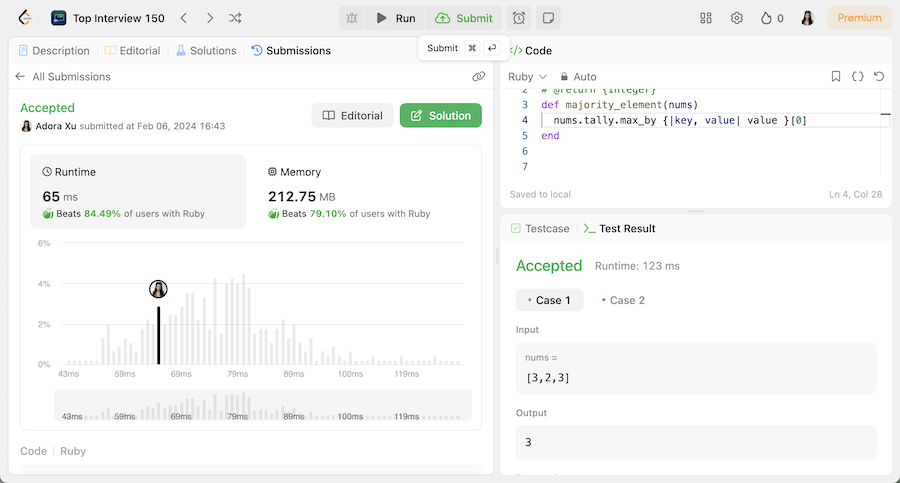 Top Interview 150
Run
Submit
0
Premium
Submit ⌘ ↵
Description
Editorial
Solutions
Submissions
All Submissions
Accepted
Adora Xu submitted at Feb 06, 2024 16:43
Editorial
Solution
Runtime
65 ms
Beats 84.49% of users with Ruby
Memory
212.75 MB
Beats 79.10% of users with Ruby
6%
4%
2%
0%
43ms 59ms 69ms 79ms 89ms 100ms 119ms
43ms 59ms 69ms 79ms 89ms 100ms 119ms
Code | Ruby
</> Code
Ruby
Auto
2 # @return {Integer}
3 def majority_element(nums)
4 nums.tally.max_by {|key, value| value }[0]
5 end
6
7
Saved to local
Ln 4, Col 28
Testcase
>_ Test Result
Accepted
Runtime: 123 ms
• Case 1
• Case 2
Input
nums =
[3,2,3]
Output
3